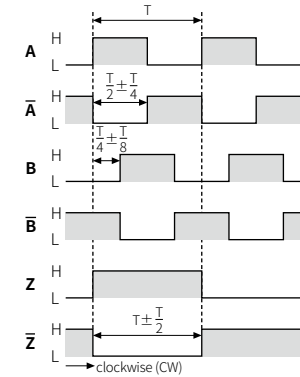 T
A H
L
A̅ H
L
T/2 ± T/4
T/4 ± T/8
B H
L
B̅ H
L
Z H
L
Z̅ H
L
T ± T/2
clockwise (CW)